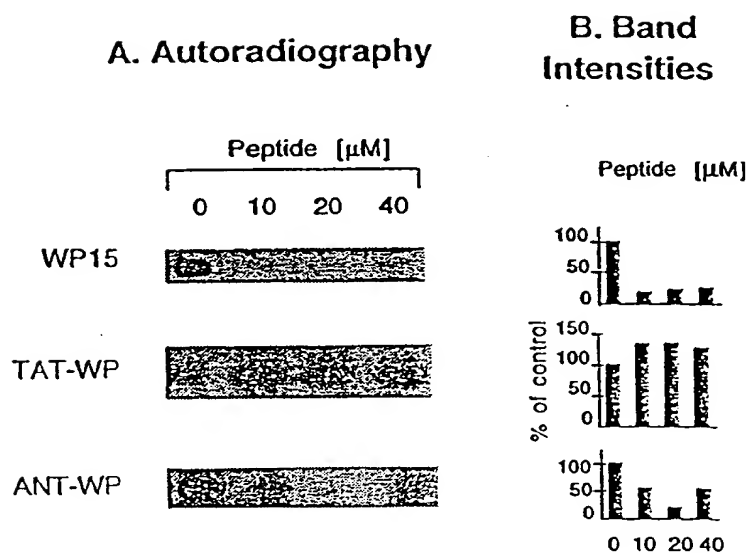 A. Autoradiography
Peptide [μM]
0 10 20 40
WP15
TAT-WP
ANT-WP
B. Band
Intensities
Peptide [μM]
% of control
100
50
0
150
100
50
0
100
50
0 10 20 40